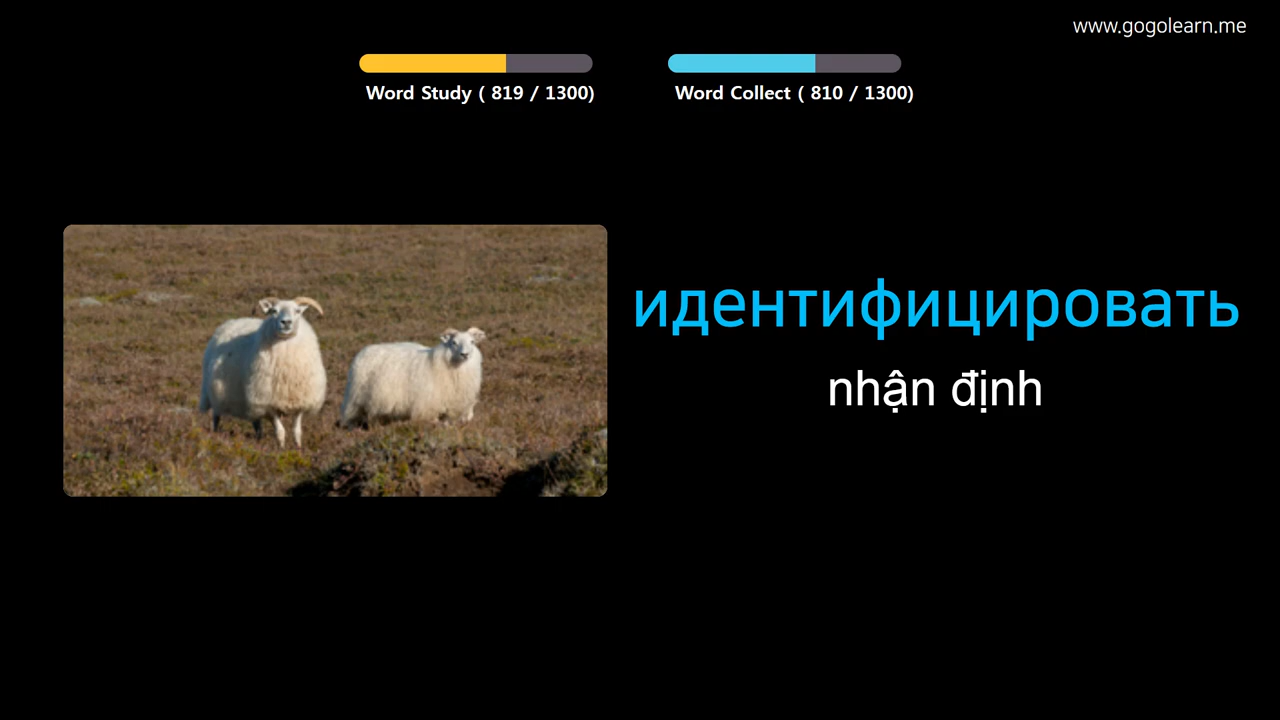 www.gogolearn.me
Word Study ( 819 / 1300)
Word Collect ( 810 / 1300)
идентифицировать
nhận định